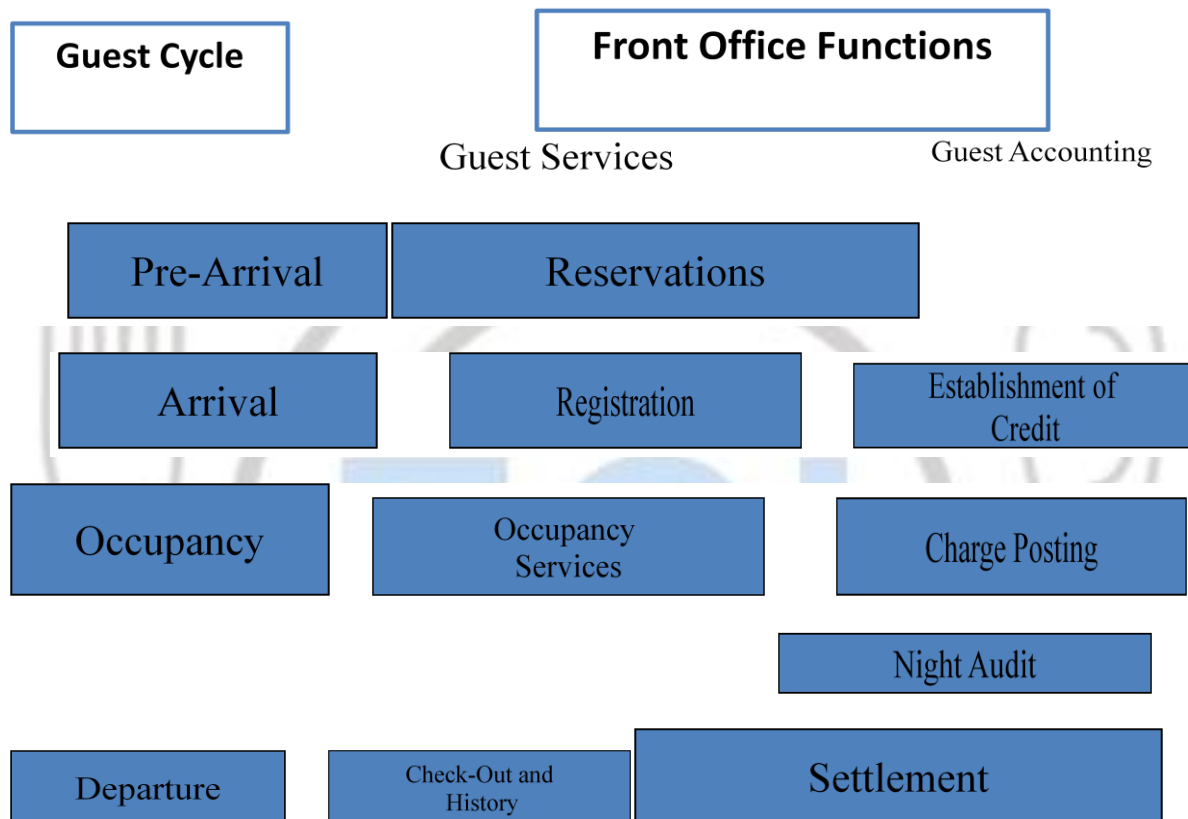 Guest Cycle
Front Office Functions
Guest Services
Guest Accounting
Pre-Arrival
Reservations
Arrival
Registration
Establishment of
Credit
Occupancy
Occupancy
Services
Charge Posting
Night Audit
Departure
Check-Out and
History
Settlement